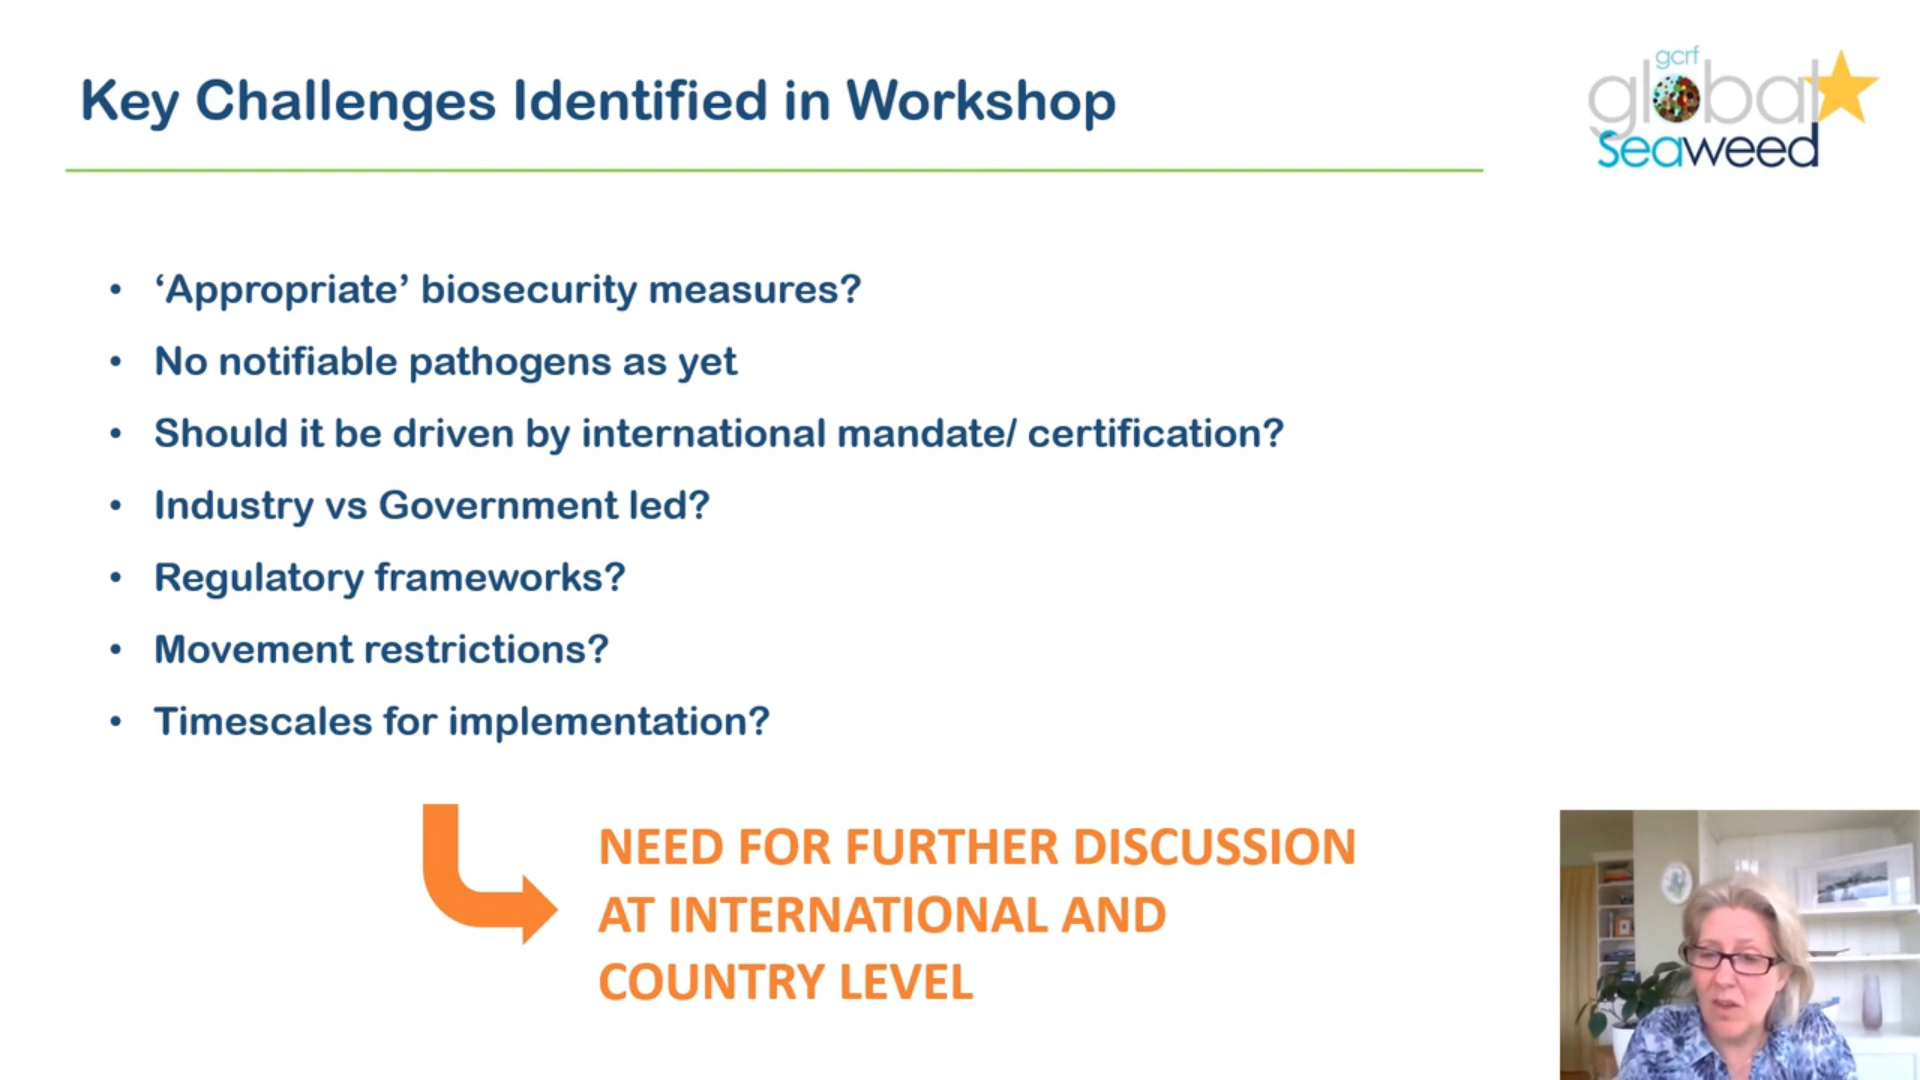 Key Challenges Identified in Workshop
gcrf
global
Seaweed
• ‘Appropriate’ biosecurity measures?
• No notifiable pathogens as yet
• Should it be driven by international mandate/ certification?
• Industry vs Government led?
• Regulatory frameworks?
• Movement restrictions?
• Timescales for implementation?
NEED FOR FURTHER DISCUSSION
AT INTERNATIONAL AND
COUNTRY LEVEL